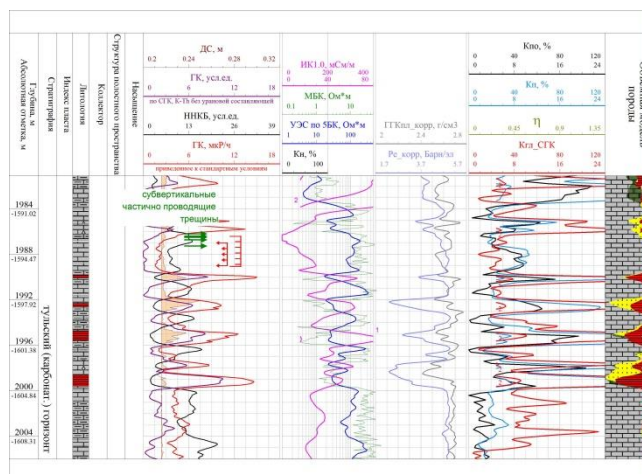 Глубина, м
Абсолютная отметка, м
Стратиграфия
Индекс пласта
Литология
Коллектор
Структура полостного пространства
Насыщение
ДС, м
0.2 0.24 0.28 0.32
ГК, усл.ед.
0 6 12 18
по СГК, K-Th без урановой составляющей
ННКБ, усл.ед.
0 13 26 39
ГК, мкР/ч
0 6 12 18
приведенное к стандартным условиям
ИК1.0, мСм/м
0 200 400
0 20 40
МБК, Ом*м
0.1 1 10
УЭС по 5БК, Ом*м
1 10 100
Кн, %
0 100
ГГКпл_корр, г/см3
2 2.4 2.8
Ре_корр, Барн/эл
1.7 3.7 5.7
Кпо, %
0 40 80 120
0 8 16 24
Кп, %
0 40 80 120
0 8 16 24
η
0 0.45 0.9 1.35
Кгл_СГК
0 40 80 120
0 8 16 24
породы
субвертикальные
частично проводящие
трещины
1984
-1591.02
1988
-1594.47
1992
-1597.92
1996
-1601.38
2000
-1604.84
2004
-1608.31
тульский (карбонат.) горизонт